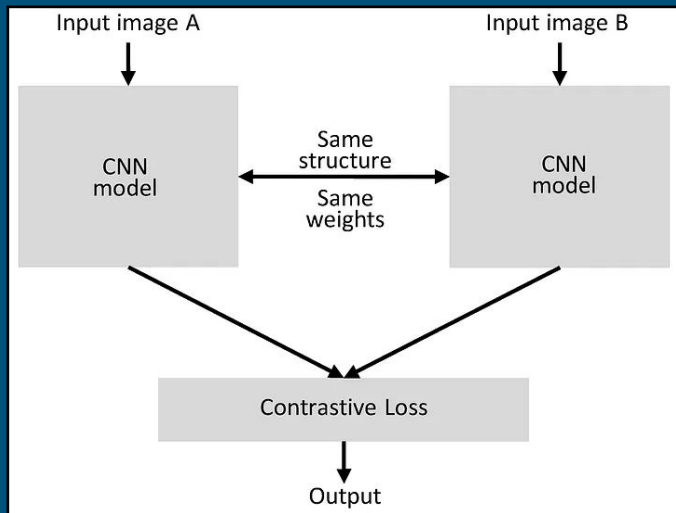 Input image A
Input image B
CNN
model
Same
structure
Same
weights
CNN
model
Contrastive Loss
Output